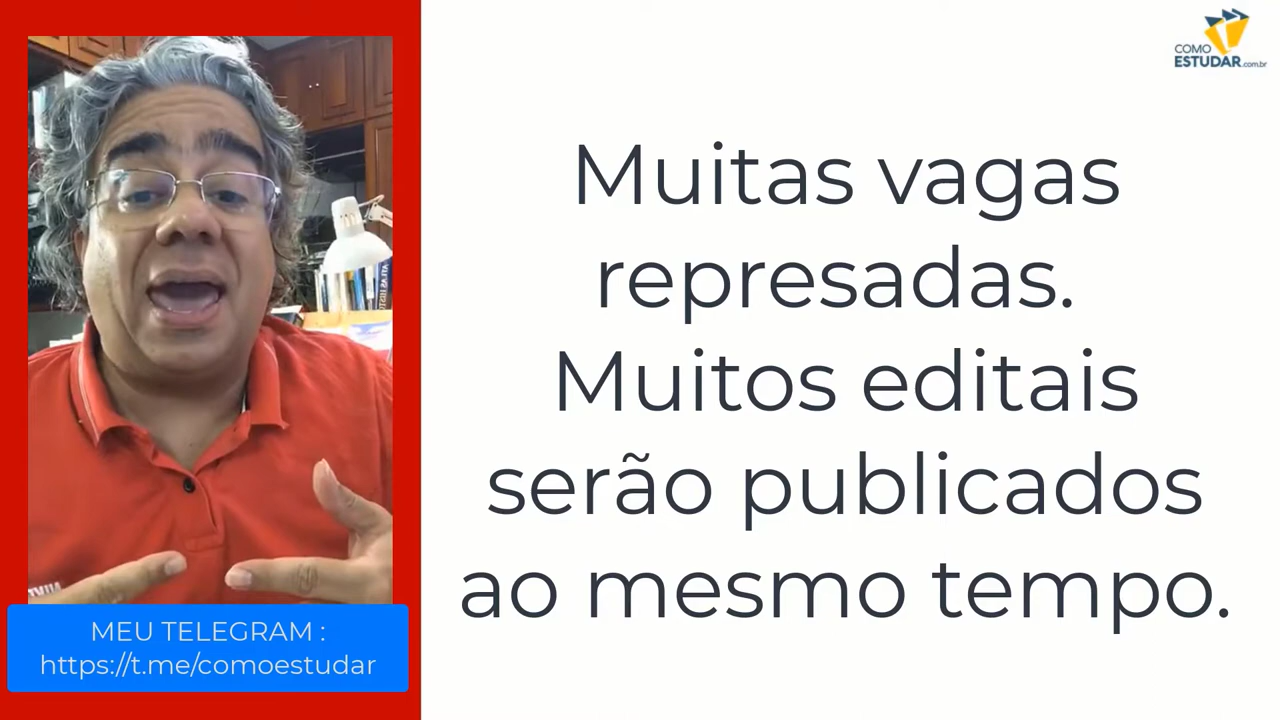 COMO
ESTUDAR.com.br
Muitas vagas
represadas.
Muitos editais
serão publicados
ao mesmo tempo.
MEU TELEGRAM :
https://t.me/comoestudar